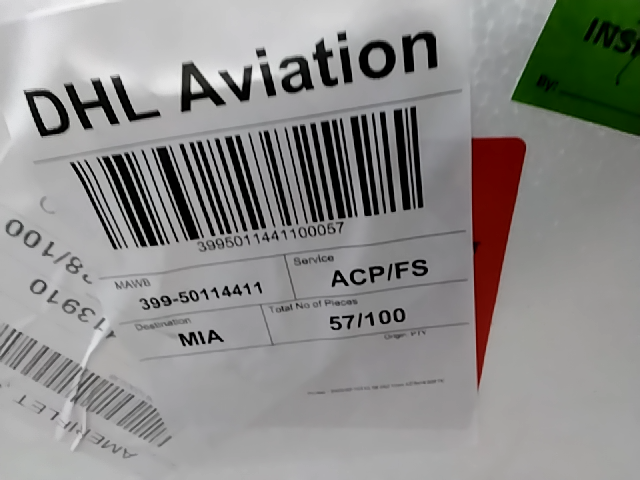 DHL Aviation
3995011441100057
MAWB
399-50114411
Service
ACP/FS
Destination
MIA
Total No of Pieces
57/100
Origin: PTY
By:
8/100
13910
AMERIJET